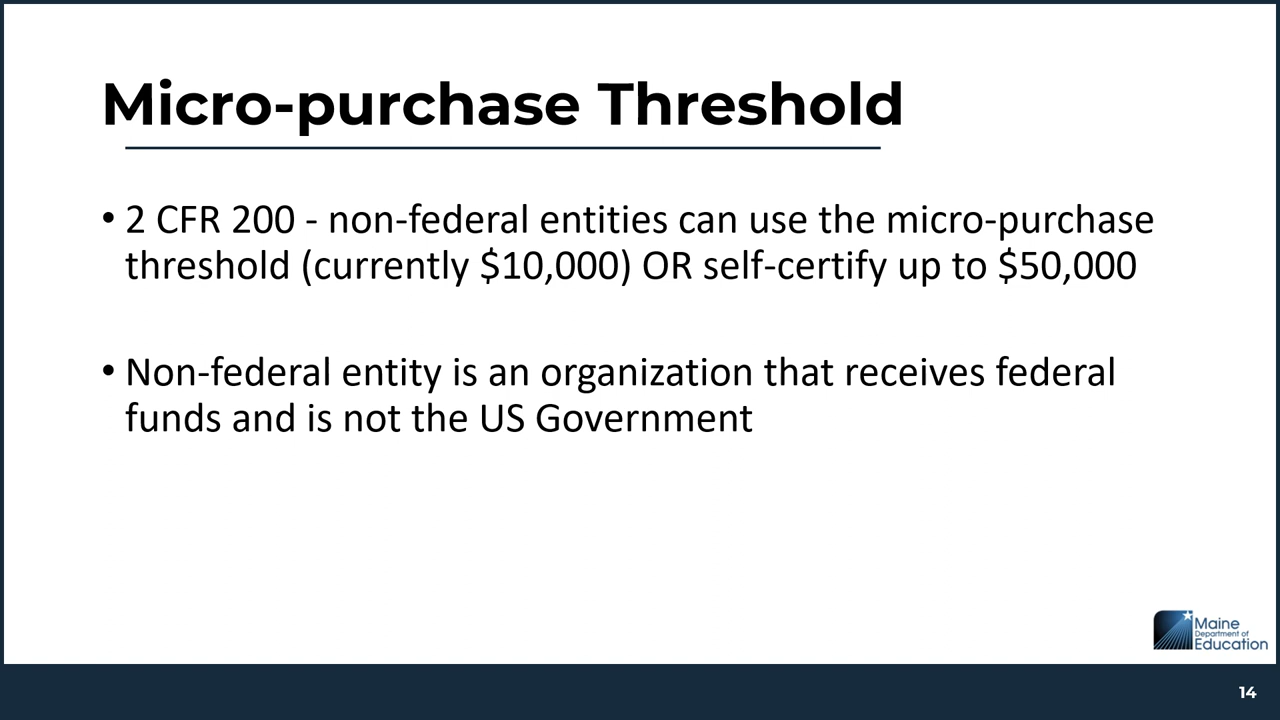 Micro-purchase Threshold
• 2 CFR 200 - non-federal entities can use the micro-purchase
threshold (currently $10,000) OR self-certify up to $50,000
• Non-federal entity is an organization that receives federal
funds and is not the US Government
Maine
Department of
Education
14